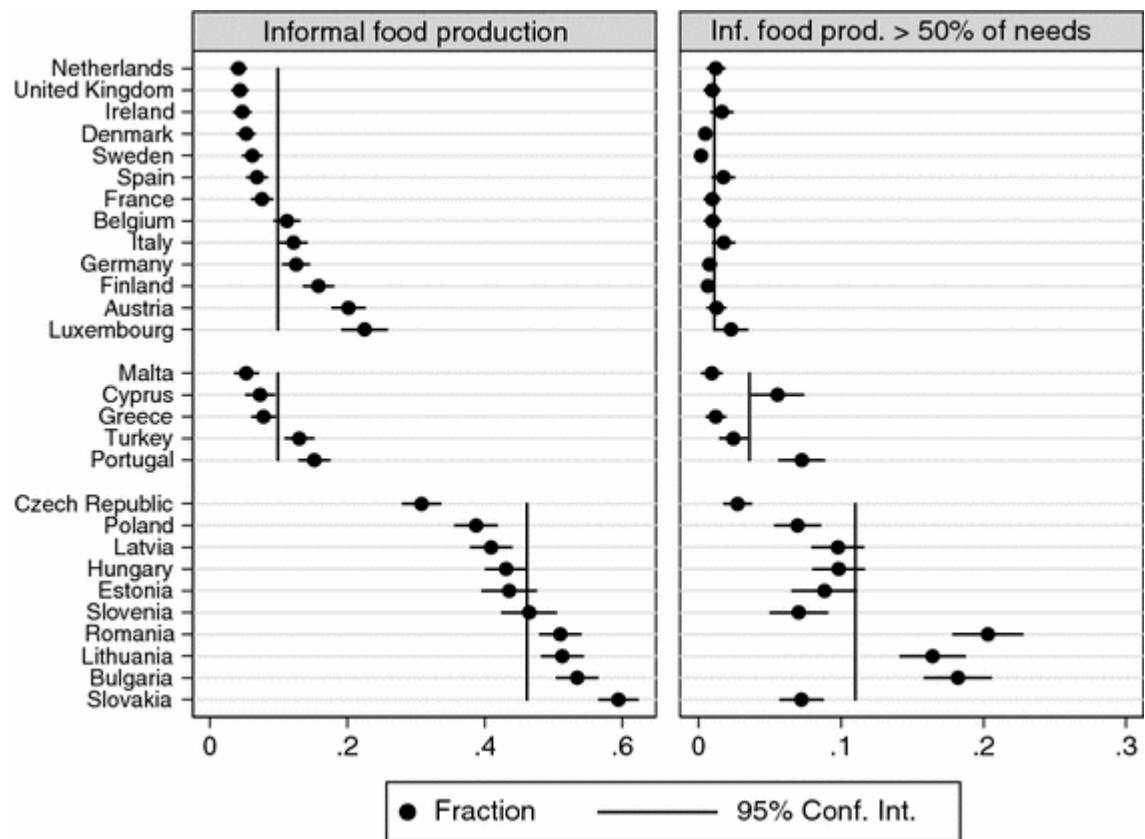 Informal food production
Inf. food prod. > 50% of needs
Netherlands
United Kingdom
Ireland
Denmark
Sweden
Spain
France
Belgium
Italy
Germany
Finland
Austria
Luxembourg
Malta
Cyprus
Greece
Turkey
Portugal
Czech Republic
Poland
Latvia
Hungary
Estonia
Slovenia
Romania
Lithuania
Bulgaria
Slovakia
0 .2 .4 .6
0 .1 .2 .3
Fraction 95% Conf. Int.